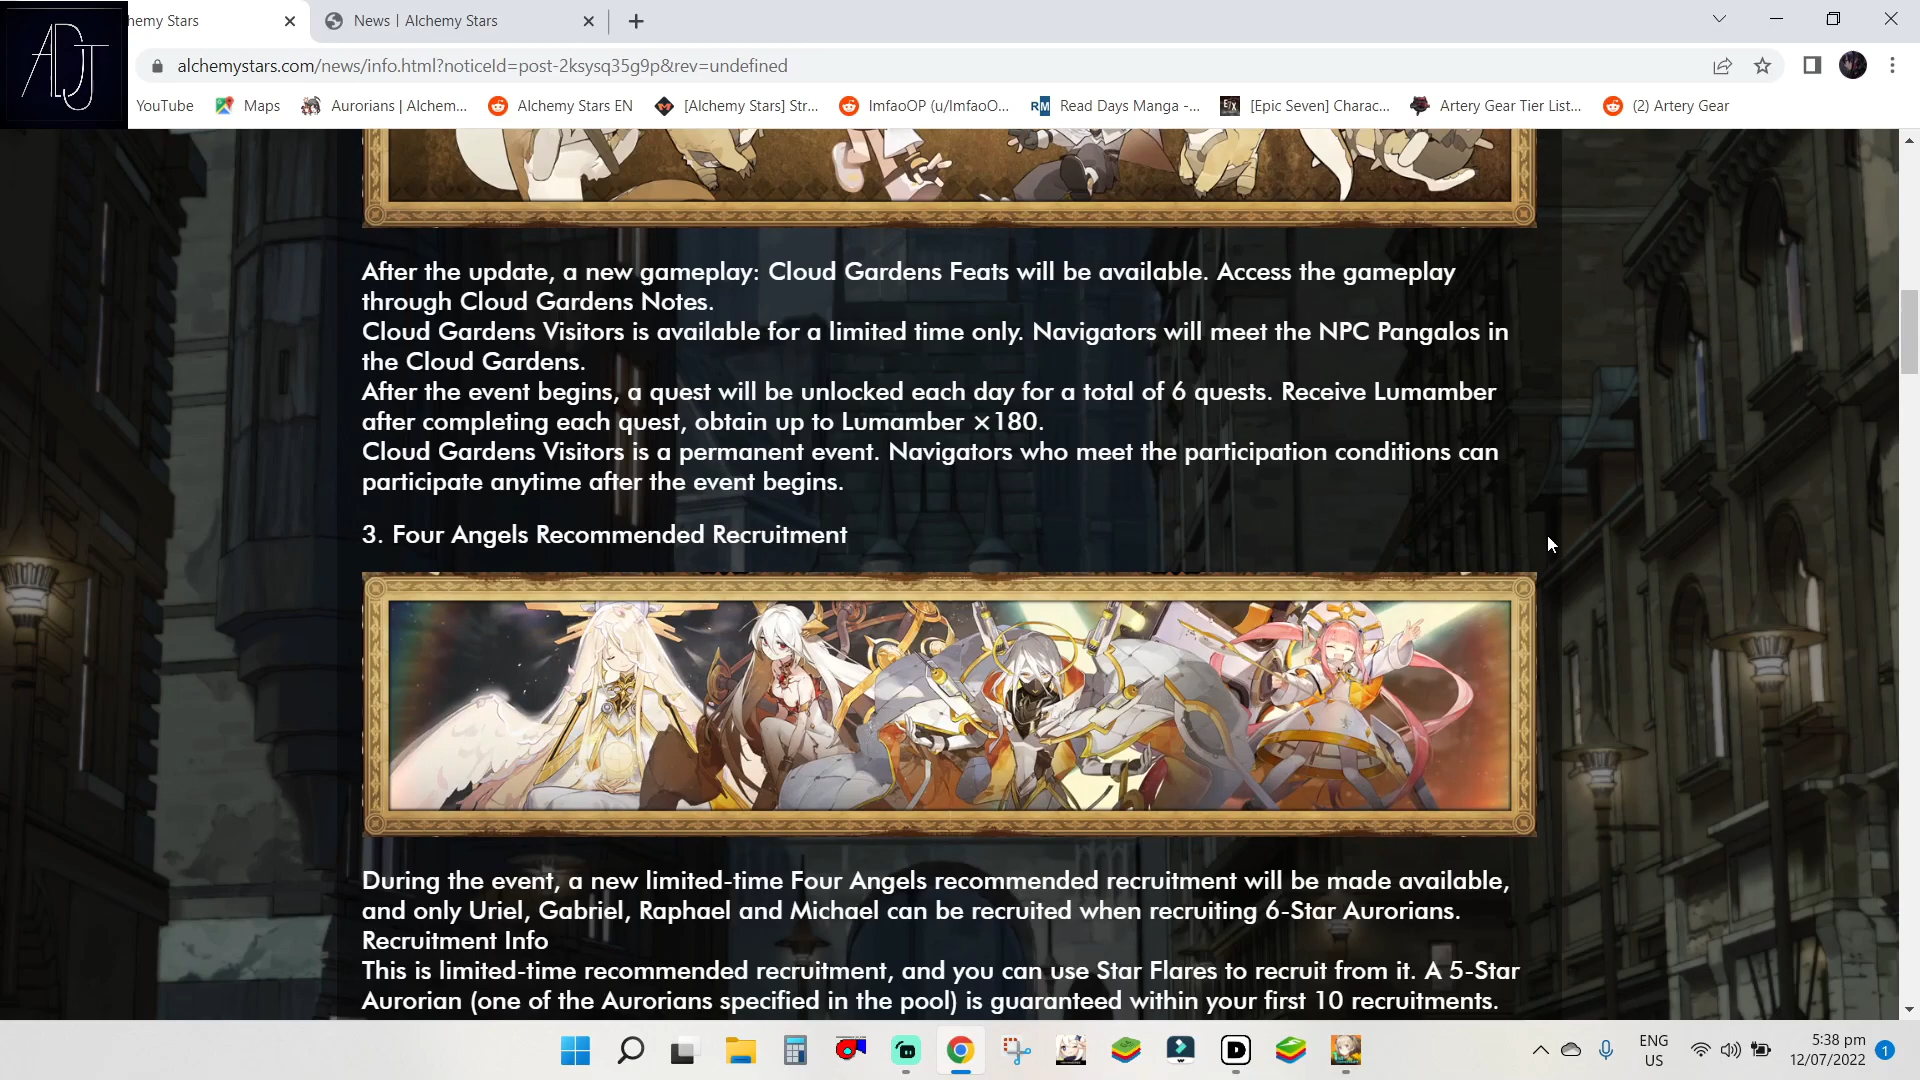 hemy Stars
News | Alchemy Stars
ADJ
alchemystars.com/news/info.html?noticeId=post-2ksysq35g9p&rev=undefined
YouTube
Maps
Aurorians | Alchem...
Alchemy Stars EN
[Alchemy Stars] Str...
ImfaoOP (u/ImfaoO...
RM
Read Days Manga -...
[Epic Seven] Charac...
Artery Gear Tier List...
(2) Artery Gear
After the update, a new gameplay: Cloud Gardens Feats will be available. Access the gameplay
through Cloud Gardens Notes.
Cloud Gardens Visitors is available for a limited time only. Navigators will meet the NPC Pangalos in
the Cloud Gardens.
After the event begins, a quest will be unlocked each day for a total of 6 quests. Receive Lumamber
after completing each quest, obtain up to Lumamber ×180.
Cloud Gardens Visitors is a permanent event. Navigators who meet the participation conditions can
participate anytime after the event begins.
3. Four Angels Recommended Recruitment
During the event, a new limited-time Four Angels recommended recruitment will be made available,
and only Uriel, Gabriel, Raphael and Michael can be recruited when recruiting 6-Star Aurorians.
Recruitment Info
This is limited-time recommended recruitment, and you can use Star Flares to recruit from it. A 5-Star
Aurorian (one of the Aurorians specified in the pool) is guaranteed within your first 10 recruitments.
D
ENG
US
5:38 pm
12/07/2022
1